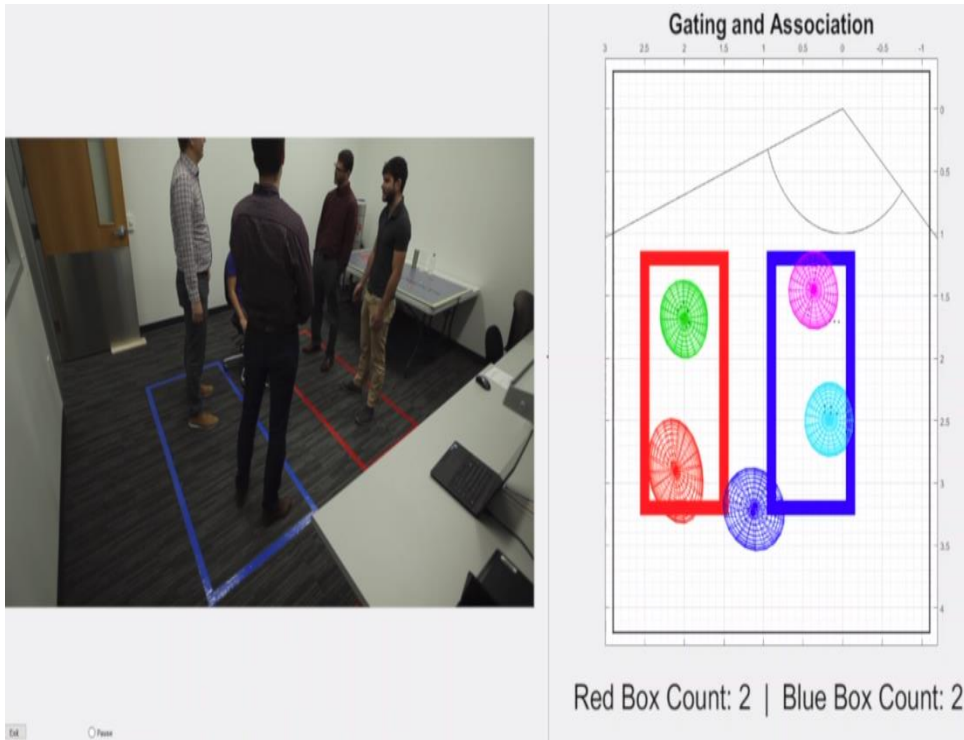 Gating and Association
3 2.5 2 1.5 1 0.5 0 -0.5 -1
0
0.5
1
1.5
2
2.5
3
3.5
4
Red Box Count: 2 | Blue Box Count: 2
Exit Pause